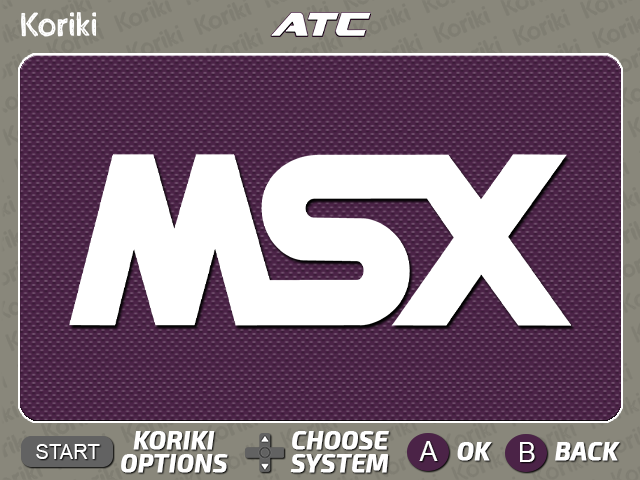 Koriki
ATC
MSX
START
KORIKI
OPTIONS
CHOOSE
SYSTEM
A OK
B BACK